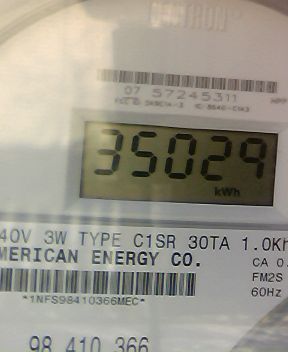 CENTRON
07 57245311
35029
kWh
40V 3W TYPE C1SR 30TA 1.0Kh
MERICAN ENERGY CO.
CA 0.
FM2S
60Hz
*1NFS98410366MEC*
98 410 366